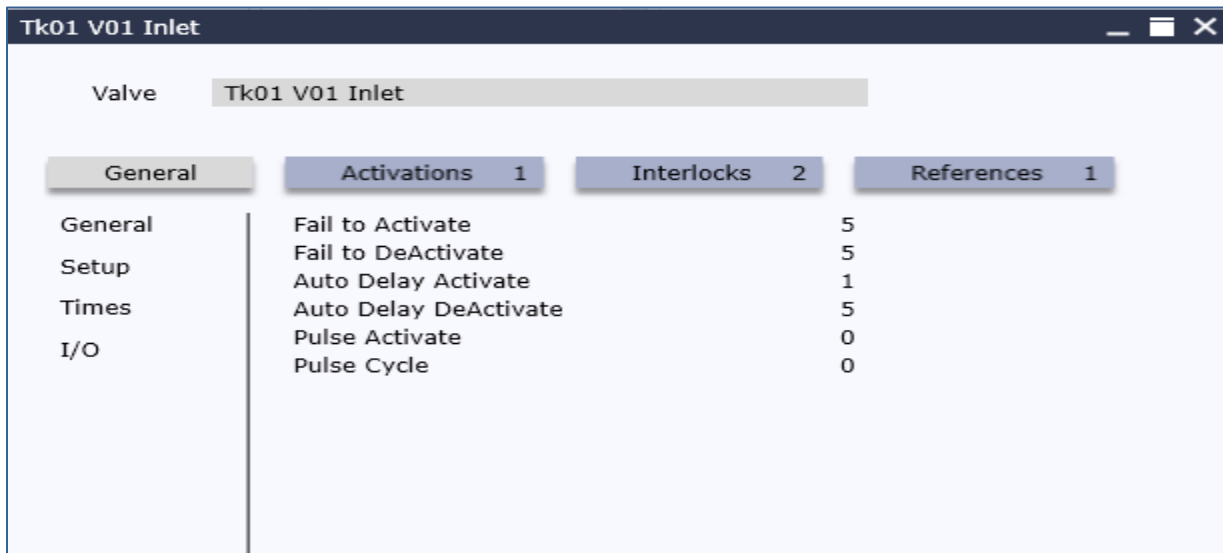 Tk01 V01 Inlet
Valve Tk01 V01 Inlet
General Activations 1 Interlocks 2 References 1
General
Setup
Times
I/O
Fail to Activate 5
Fail to DeActivate 5
Auto Delay Activate 1
Auto Delay DeActivate 5
Pulse Activate 0
Pulse Cycle 0